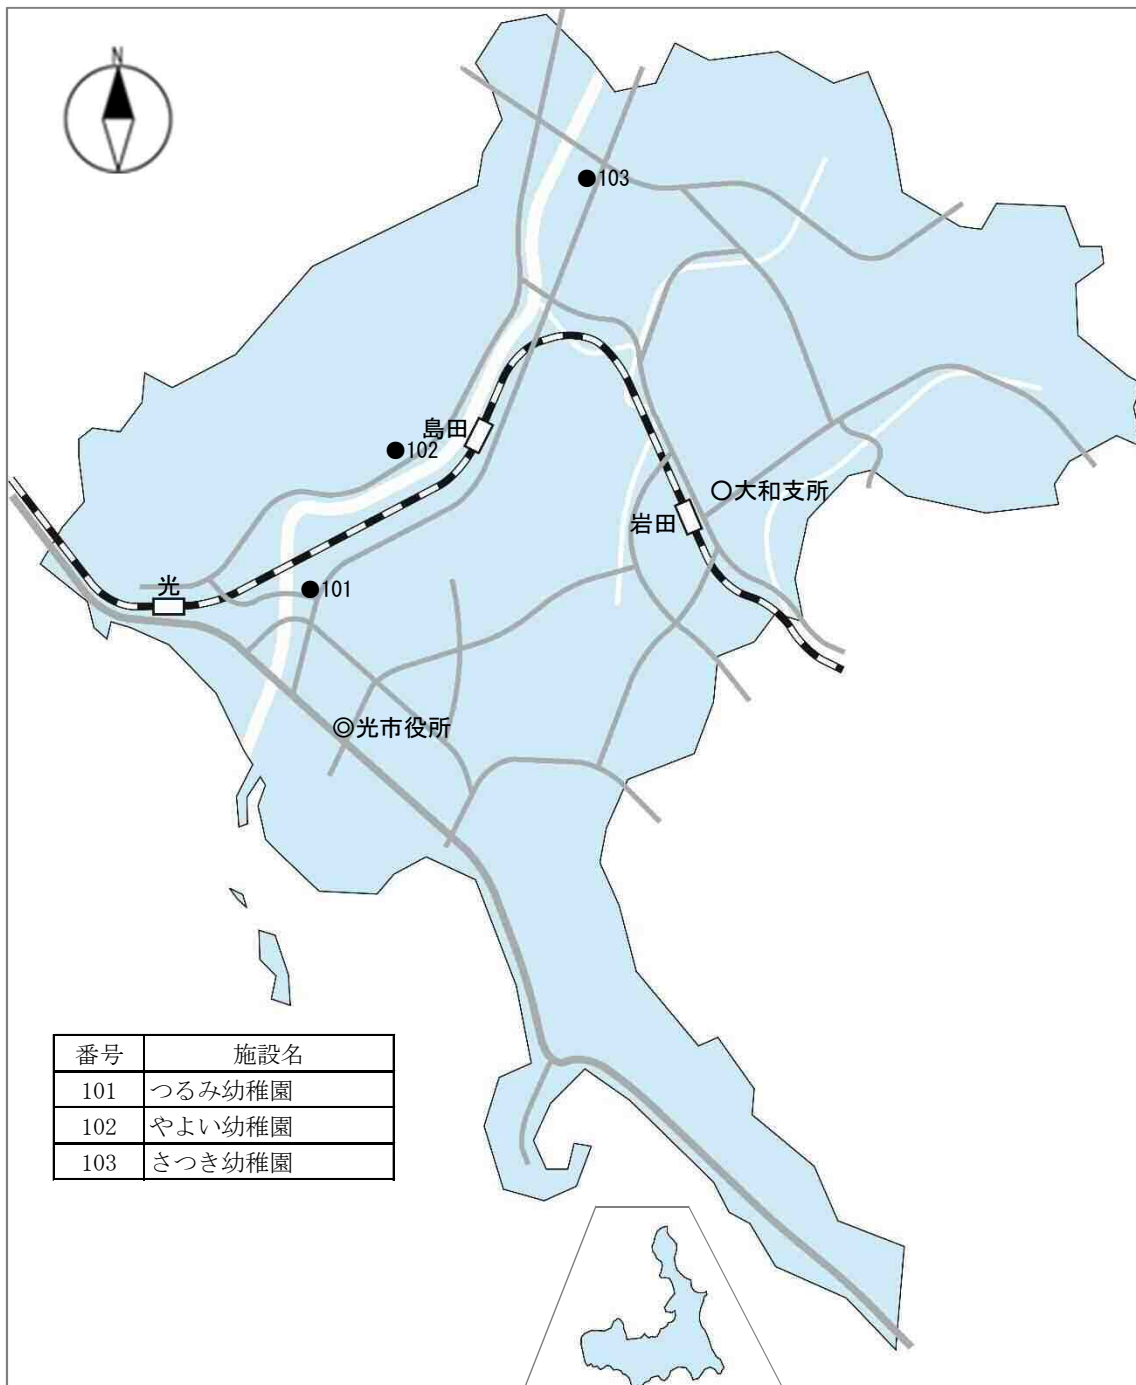 N
●103
島田
●102
○大和支所
岩田
光
●101
◎光市役所
番号 施設名
101 つるみ幼稚園
102 やよい幼稚園
103 さつき幼稚園